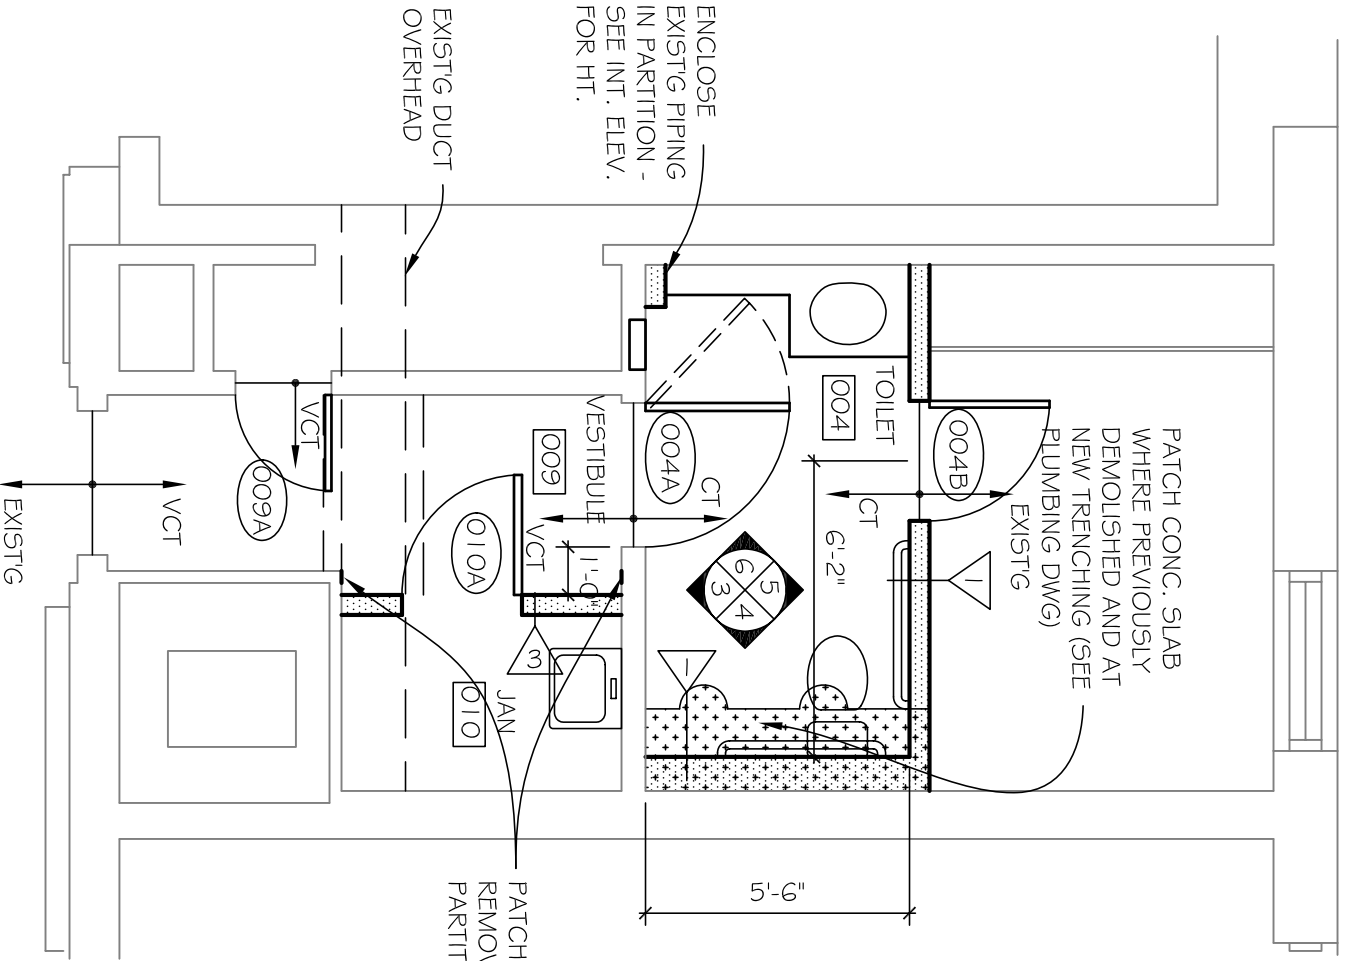 ENCLOSE
EXIST'G PIPING
IN PARTITION -
SEE INT. ELEV.
FOR HT.
EXIST'G DUCT
OVERHEAD
PATCH CONC. SLAB
WHERE PREVIOUSLY
DEMOLISHED AND AT
NEW TRENCHING (SEE
PLUMBING DWG)
TOILET
004
004B
004A
CT
CT
EXIST'G
6'-2"
1
5
6
4
3
1
VESTIBULE
009
VCT
1'-0"
010A
3
JAN
010
VCT
009A
VCT
EXIST'G
5'-6"
PATCH